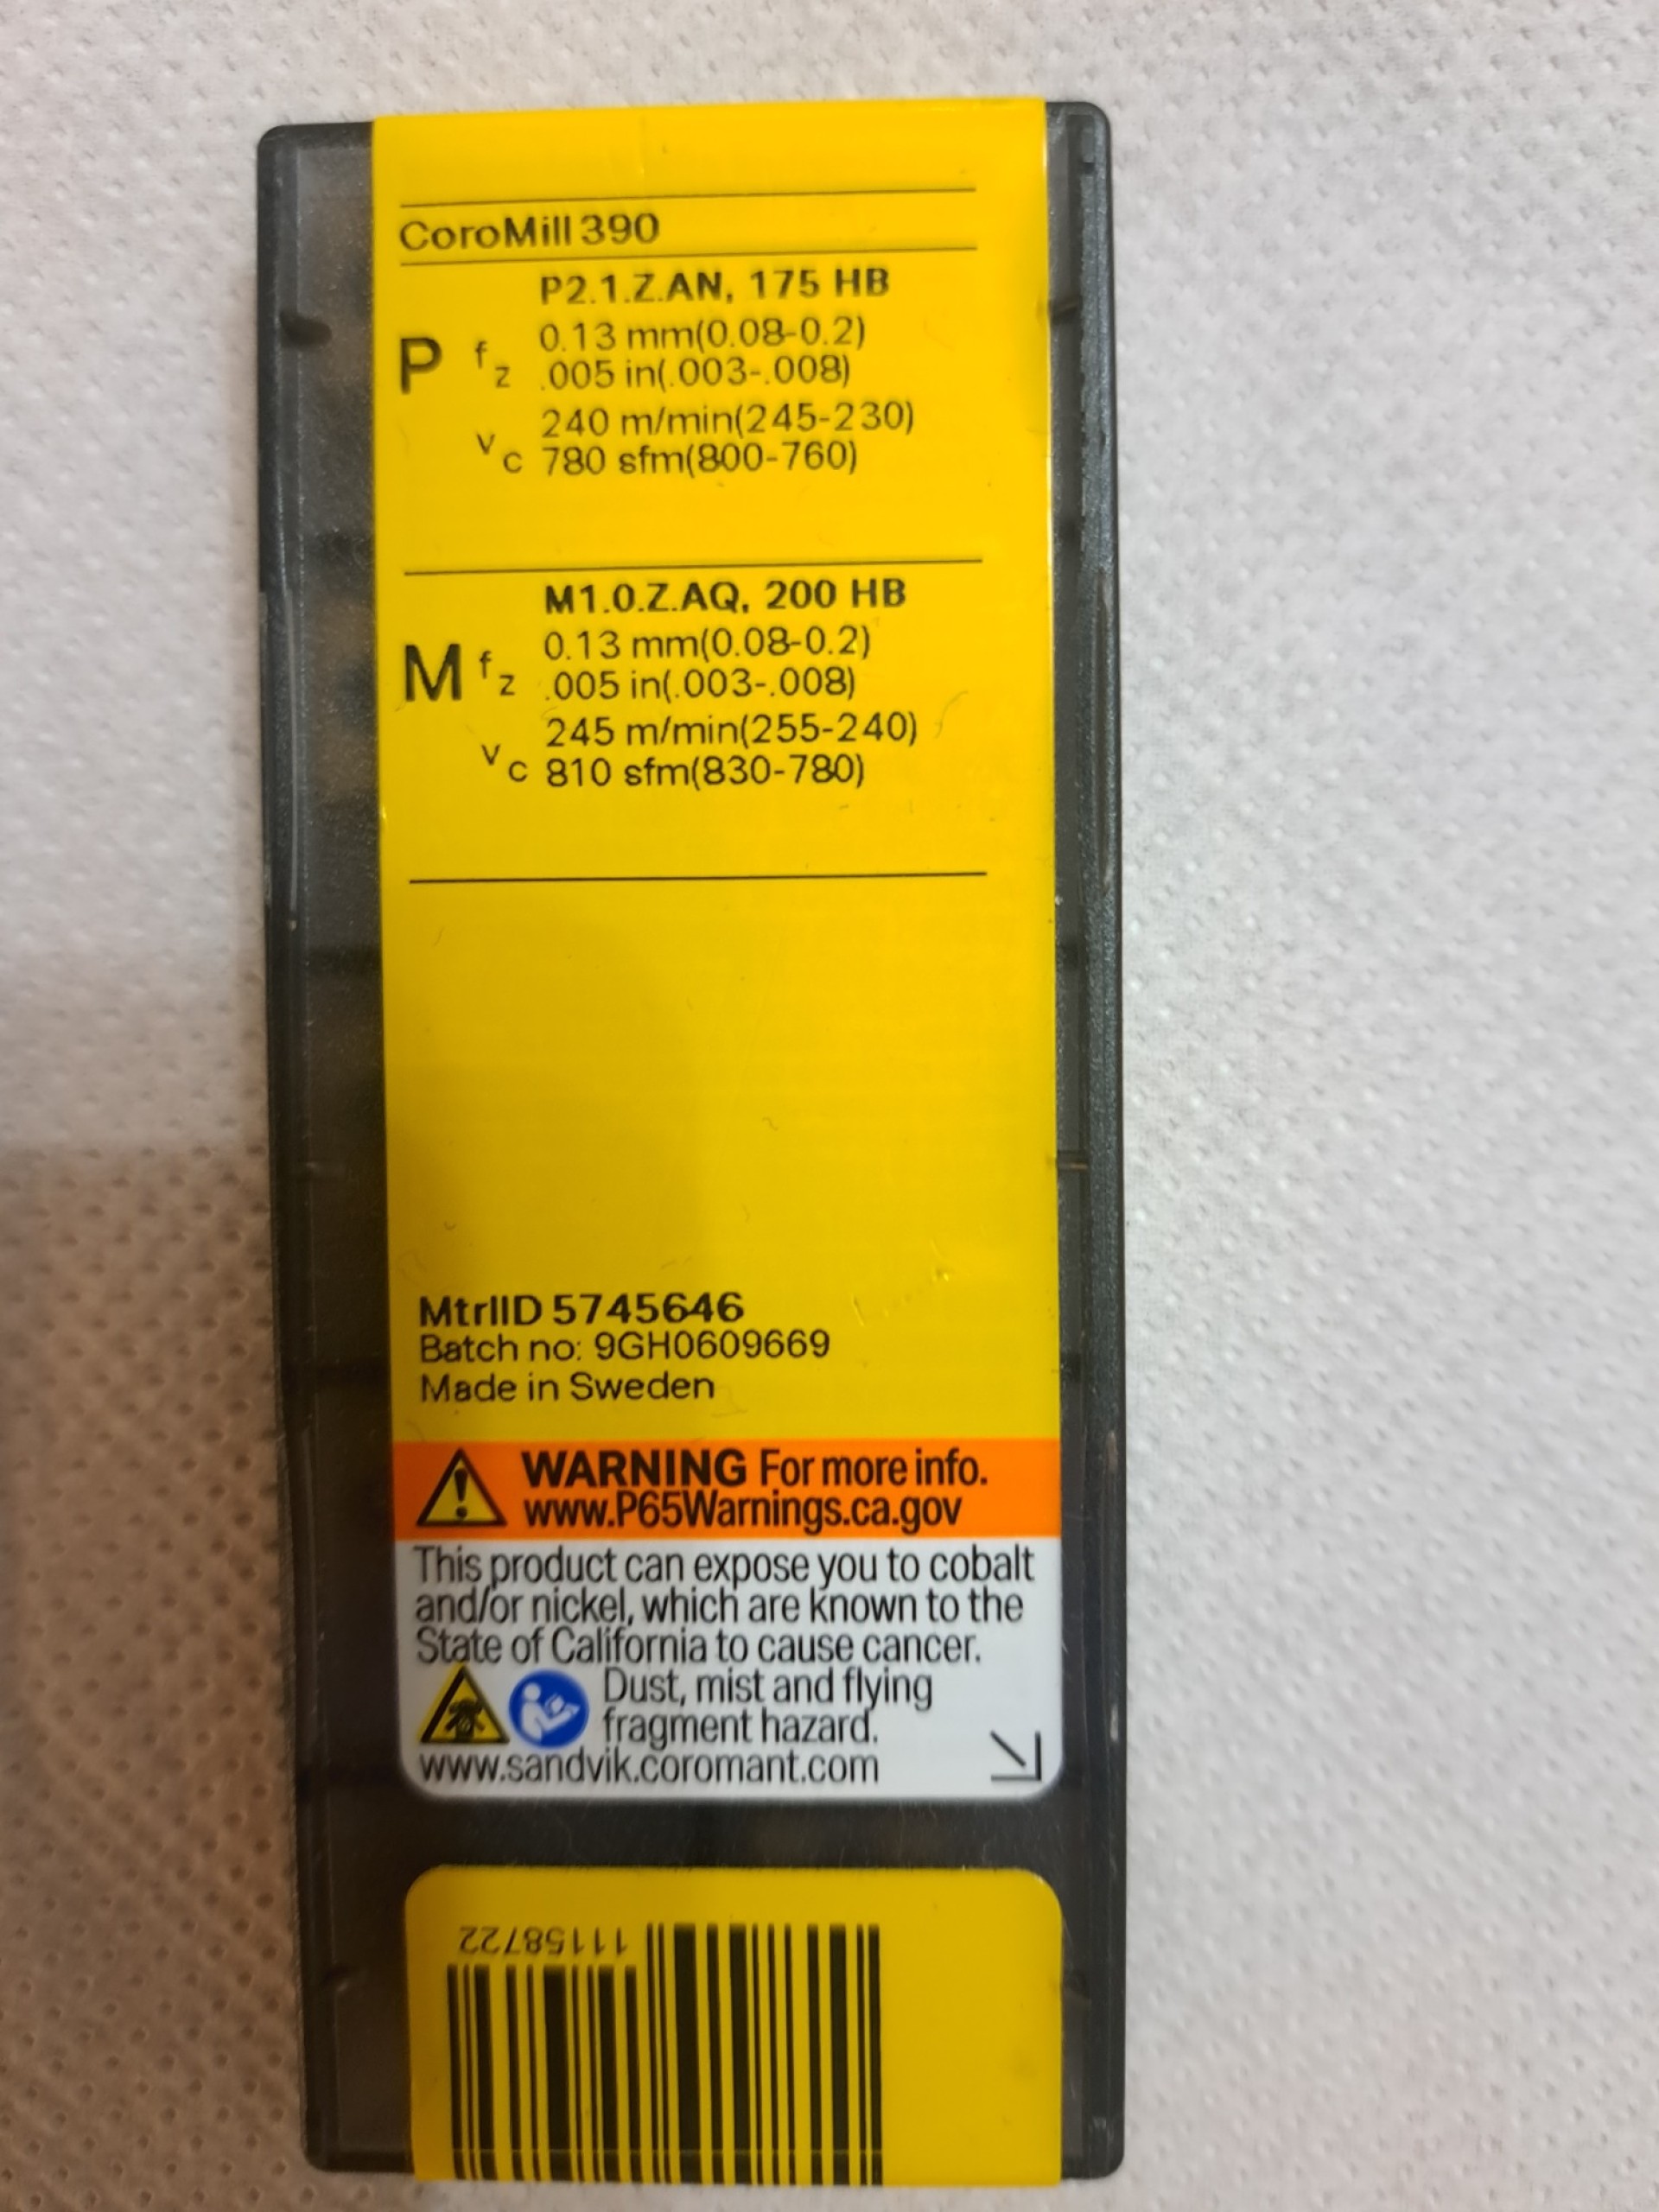 CoroMill 390
P2.1.Z.AN, 175 HB
P fz 0.13 mm(0.08-0.2)
.005 in(.003-.008)
vc 240 m/min(245-230)
780 sfm(800-760)
M1.0.Z.AQ, 200 HB
M fz 0.13 mm(0.08-0.2)
.005 in(.003-.008)
vc 245 m/min(255-240)
810 sfm(830-780)
MtrlID 5745646
Batch no: 9GH0609669
Made in Sweden
WARNING For more info.
www.P65Warnings.ca.gov
This product can expose you to cobalt
and/or nickel, which are known to the
State of California to cause cancer.
Dust, mist and flying
fragment hazard.
www.sandvik.coromant.com
11158722